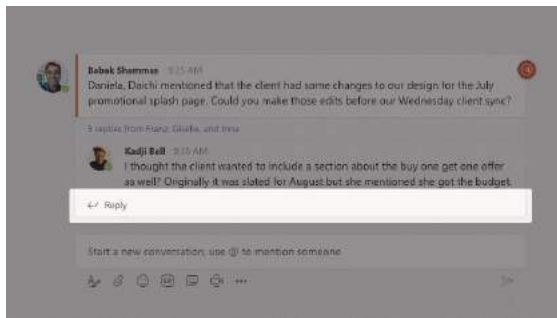 Babak Shammas 9:25 AM
Daniela, Daichi mentioned that the client had some changes to our design for the July
promotional splash page. Could you make those edits before our Wednesday client sync?
3 replies from Franz, Giselle, and
Kadji Bell 9:25 AM
I thought the client wanted to include a section about the buy one get one offer
as well? Originally it was slated for August but she mentioned she got the budget
Reply
Start a new conversation, use @ to mention someone
GIF